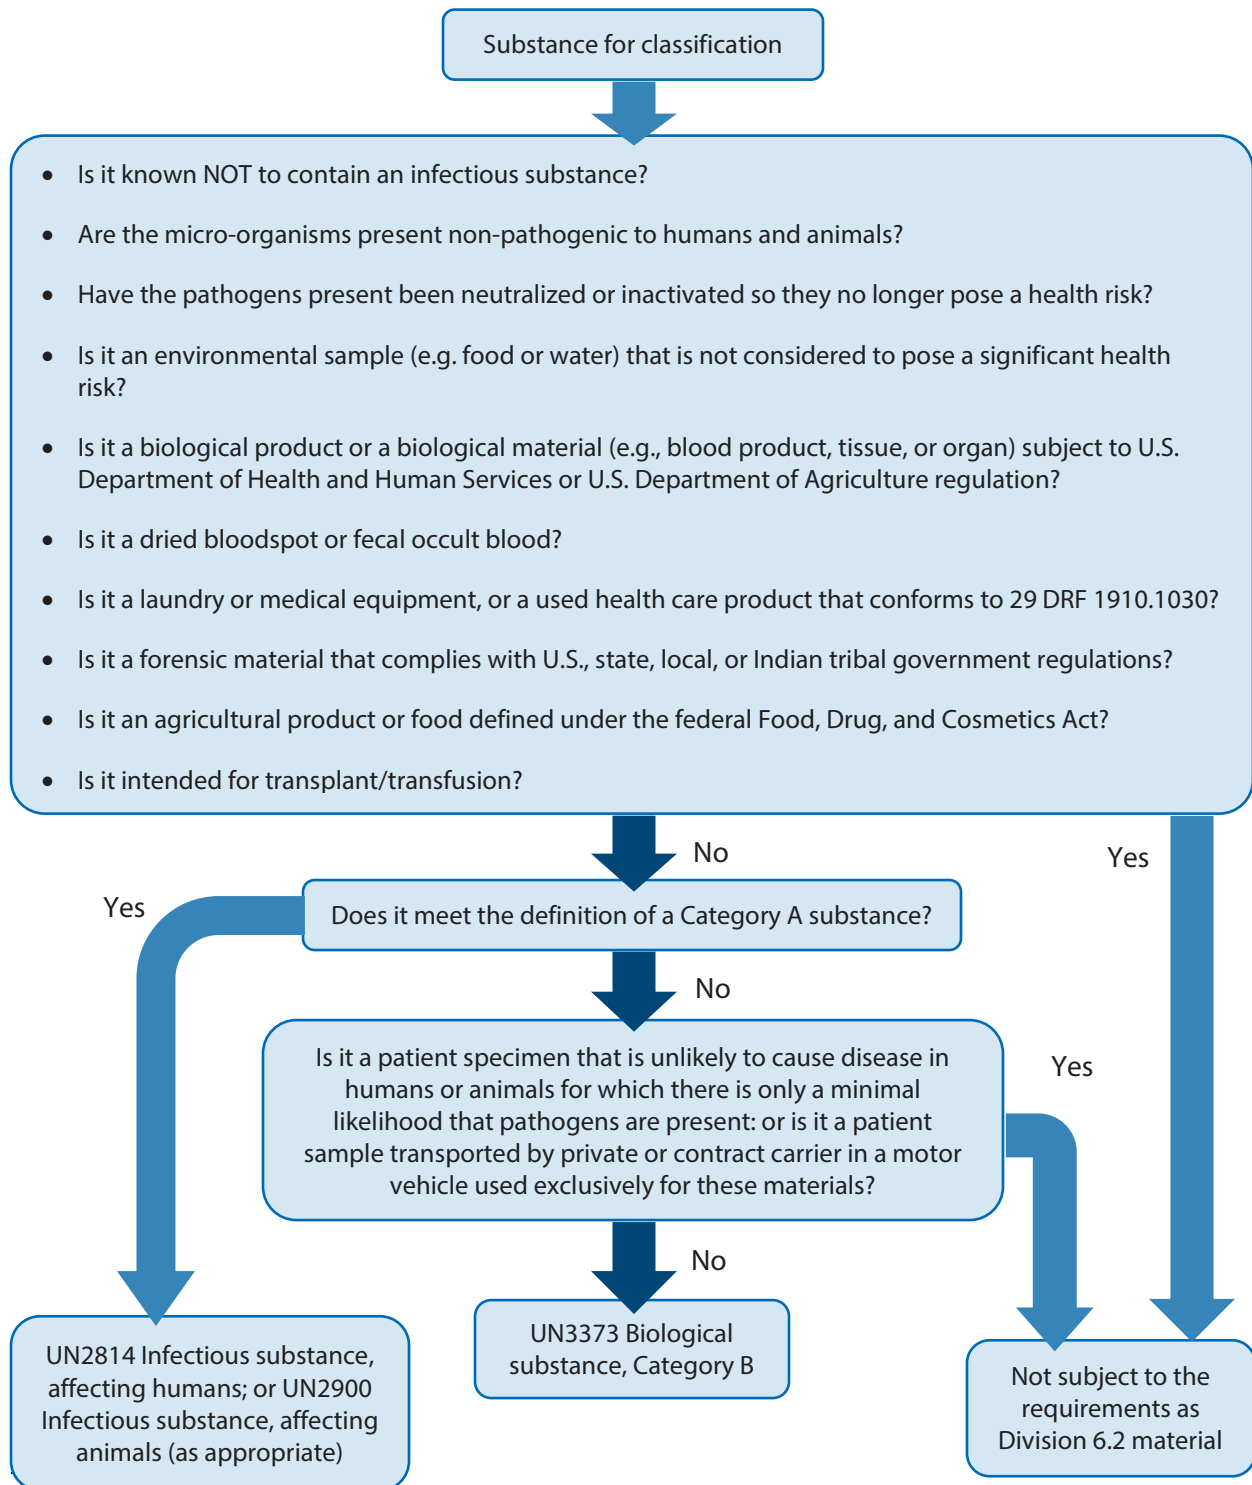 Substance for classification
• Is it known NOT to contain an infectious substance?
• Are the micro-organisms present non-pathogenic to humans and animals?
• Have the pathogens present been neutralized or inactivated so they no longer pose a health risk?
• Is it an environmental sample (e.g. food or water) that is not considered to pose a significant health
risk?
• Is it a biological product or a biological material (e.g., blood product, tissue, or organ) subject to U.S.
Department of Health and Human Services or U.S. Department of Agriculture regulation?
• Is it a dried bloodspot or fecal occult blood?
• Is it a laundry or medical equipment, or a used health care product that conforms to 29 DRF 1910.1030?
• Is it a forensic material that complies with U.S., state, local, or Indian tribal government regulations?
• Is it an agricultural product or food defined under the federal Food, Drug, and Cosmetics Act?
• Is it intended for transplant/transfusion?
No
Yes
Yes
Does it meet the definition of a Category A substance?
No
Is it a patient specimen that is unlikely to cause disease in
humans or animals for which there is only a minimal
likelihood that pathogens are present: or is it a patient
sample transported by private or contract carrier in a motor
vehicle used exclusively for these materials?
Yes
No
UN2814 Infectious substance,
affecting humans; or UN2900
Infectious substance, affecting
animals (as appropriate)
UN3373 Biological
substance, Category B
Not subject to the
requirements as
Division 6.2 material